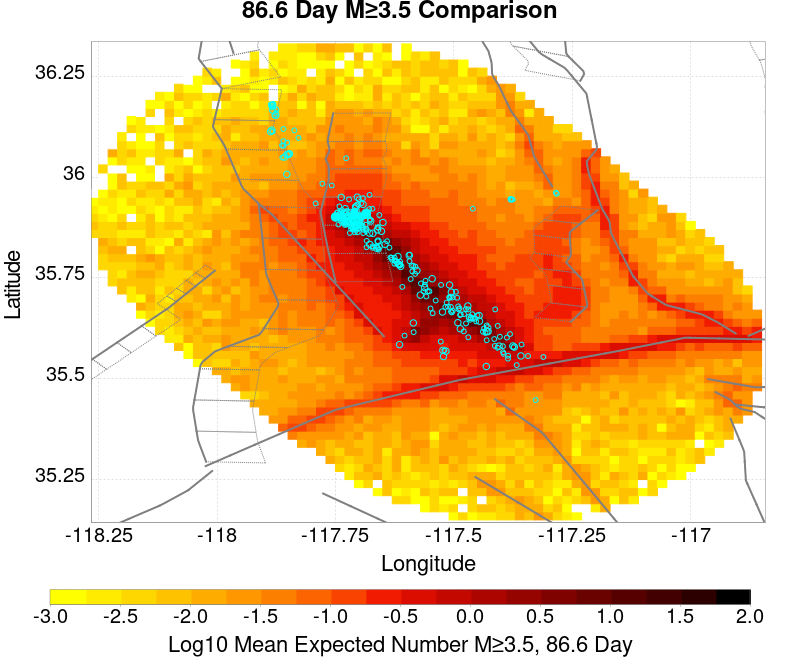 86.6 Day M≥3.5 Comparison
36.25
36
35.75
35.5
35.25
Latitude
-118.25 -118 -117.75 -117.5 -117.25 -117
Longitude
-3.0 -2.5 -2.0 -1.5 -1.0 -0.5 0.0 0.5 1.0 1.5 2.0
Log10 Mean Expected Number M≥3.5, 86.6 Day